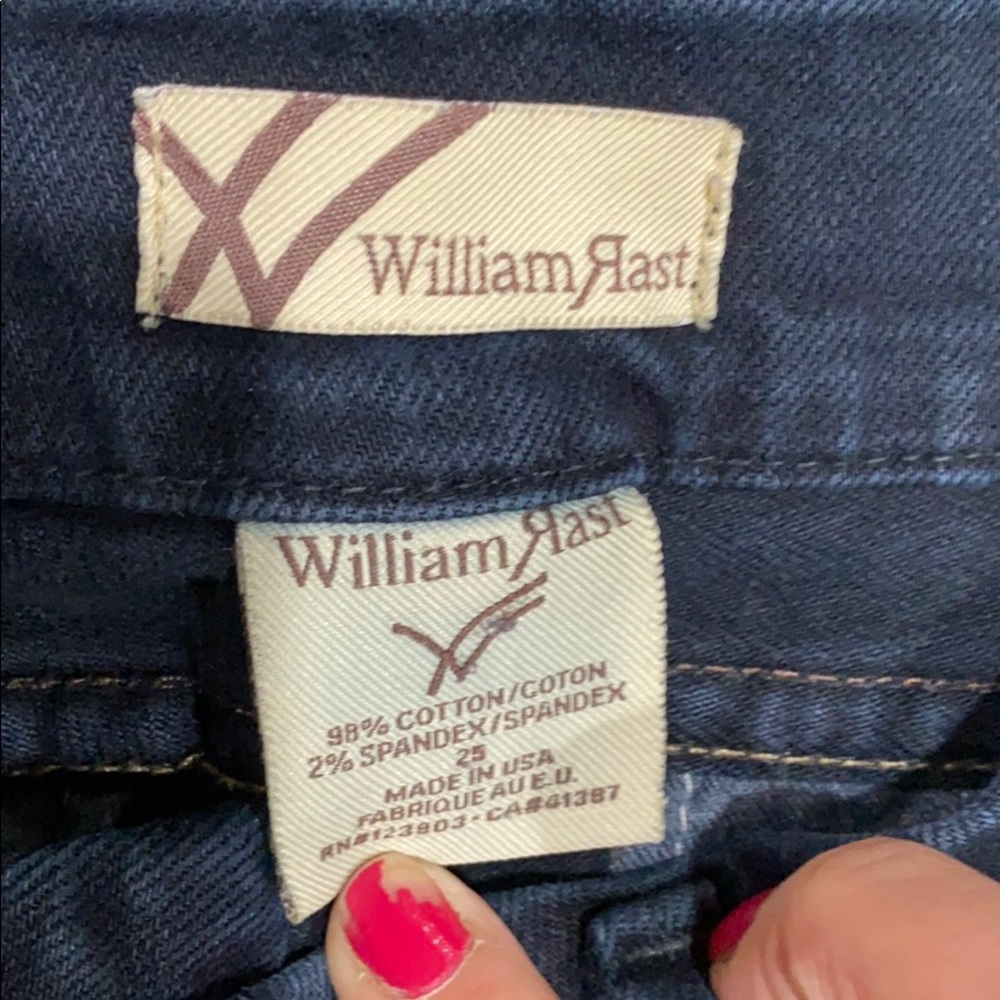 William Rast
William Rast
98% COTTON/COTON
2% SPANDEX/SPANDEX
25
MADE IN USA
FABRIQUE AU E.U.
RN#123903 - CA#41387